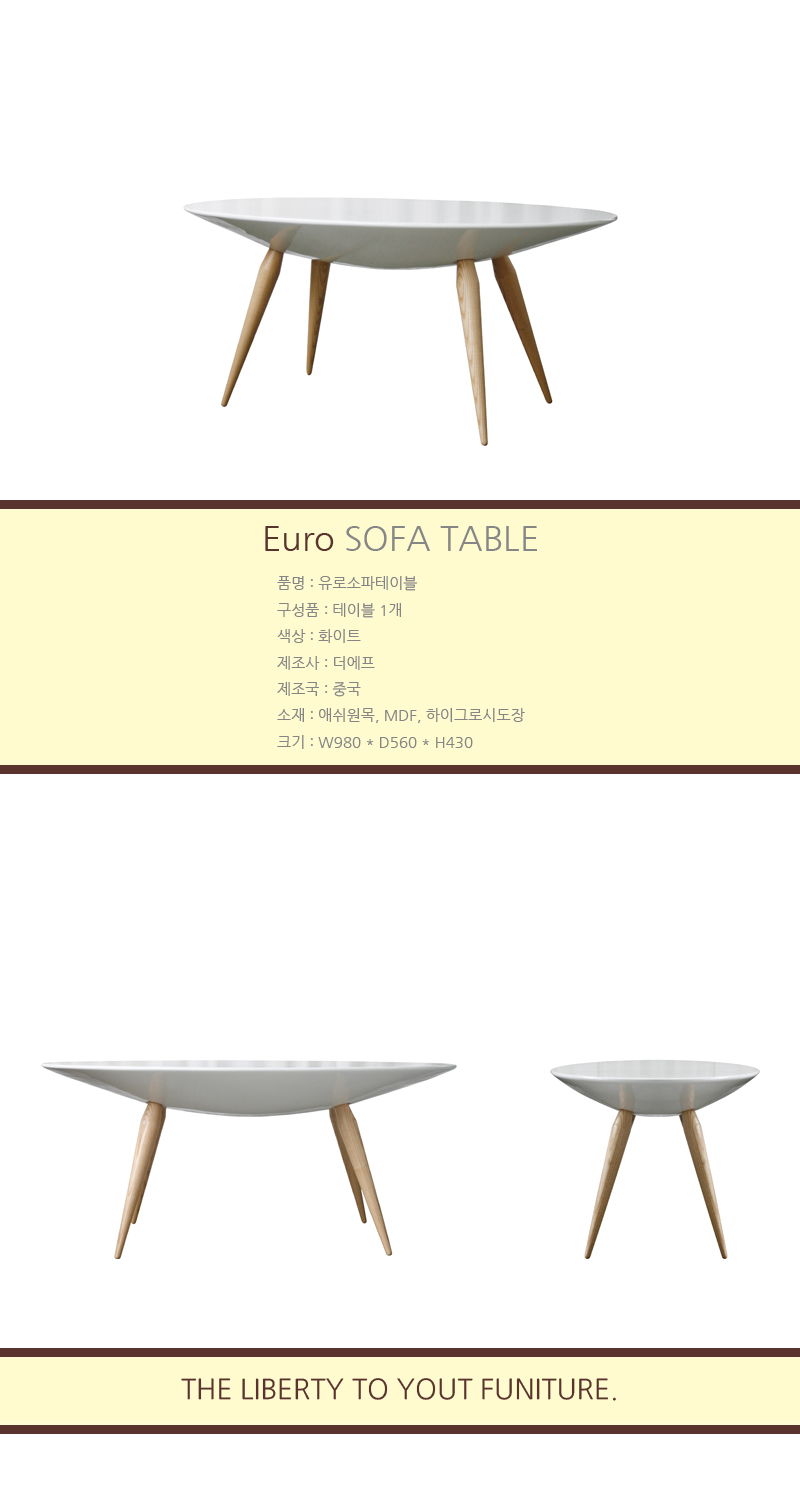 Euro SOFA TABLE
품명 : 유로소파테이블
구성품 : 테이블 1개
색상 : 화이트
제조사 : 더에프
제조국 : 중국
소재 : 애쉬원목, MDF, 하이그로시도장
크기 : W980 * D560 * H430
THE LIBERTY TO YOUT FUNITURE.